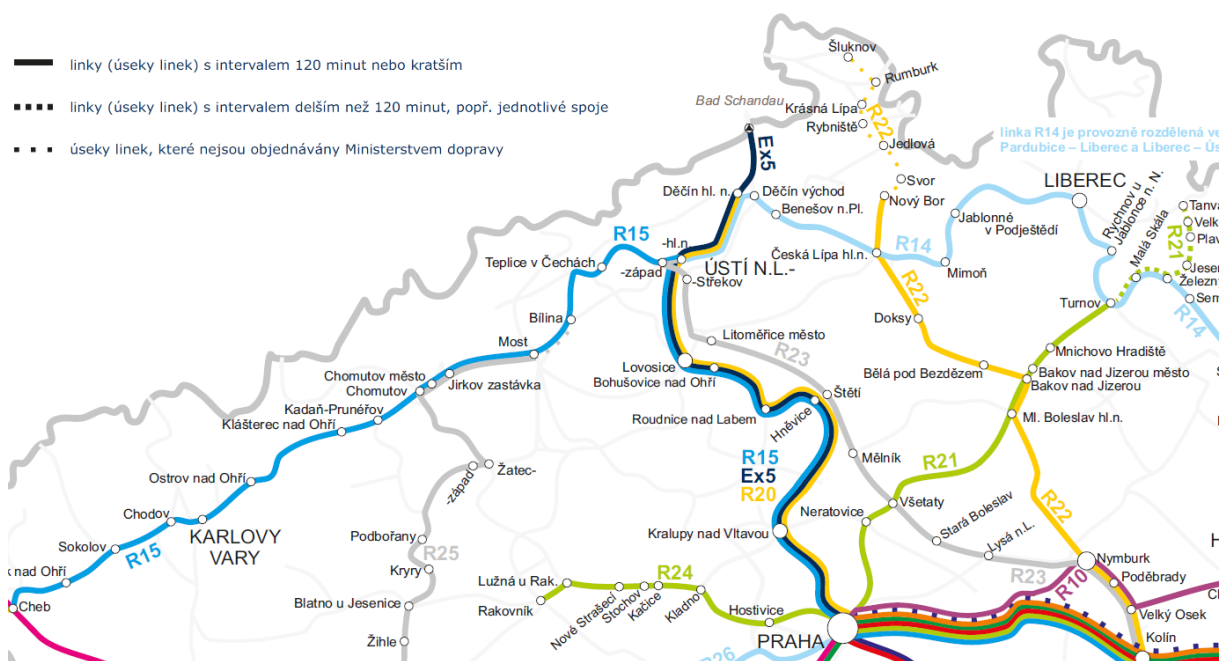 linky (úseky linek) s intervalem 120 minut nebo kratším
linky (úseky linek) s intervalem delším než 120 minut, popř. jednotlivé spoje
úseky linek, které nejsou objednávány Ministerstvem dopravy
Šluknov
Rumburk
Krásná Lípa
R22
Rybniště
Jedlová
Svor
Nový Bor
Bad Schandau
Ex5
linka R14 je provozně rozdělená ve
Pardubice – Liberec a Liberec – Ús
LIBEREC
Děčín hl. n.
Děčín východ
Benešov n.Pl.
Jablonné
v Podještědí
Rychnov u
Jablonce n. N.
Malá Skála
Tanva
Velk
Plav
R21
Jesen
Železn
Sem
R14
R15
-hl.n.
Teplice v Čechách
-západ
ÚSTÍ N.L.-
-Střekov
Česká Lípa hl.n.
R14
Mimoň
Turnov
R22
Bílina
Doksy
Most
Litoměřice město
R23
Mnichovo Hradiště
Lovosice
Bohušovice nad Ohří
Bělá pod Bezdězem
Bakov nad Jizerou město
Bakov nad Jizerou
Chomutov město
Chomutov
Jirkov zastávka
Kadaň-Prunéřov
Klášterec nad Ohří
Roudnice nad Labem
Hněvice
Štětí
Ml. Boleslav hl.n.
R15
Ex5
R20
Mělník
R21
Žatec-
-západ
Ostrov nad Ohří
Chodov
KARLOVY
VARY
Sokolov
R15
k nad Ohří
Cheb
Podbořany
R25
Kryry
Blatno u Jesenice
Žihle
Neratovice
Všetaty
Stará Boleslav
Lysá n.L.
R22
Kralupy nad Vltavou
Nymburk
R23
R10
Poděbrady
Velký Osek
Kolín
H
Ch
S
Lužná u Rak.
R24
Rakovník
Nové Strašecí
Stochov
Kačice
Kladno
Hostivice
PRAHA
R26